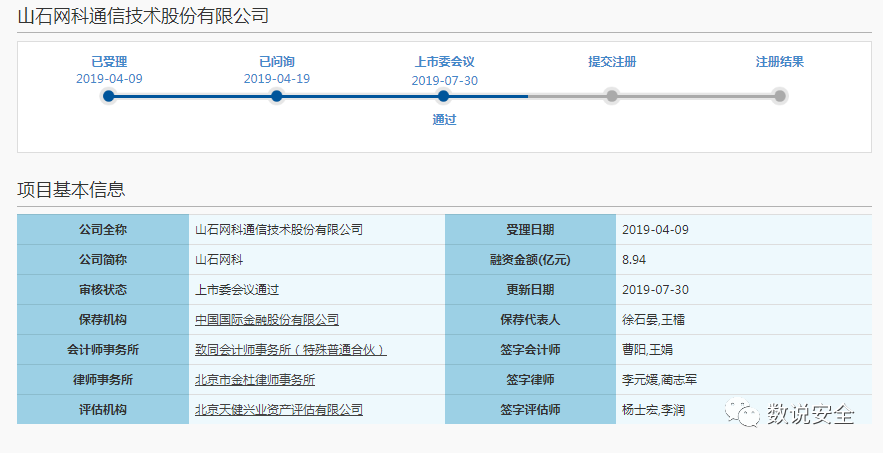 山石网科通信技术股份有限公司
已受理 已问询 上市委会议 提交注册 注册结果
2019-04-09 2019-04-19 2019-07-30
通过
项目基本信息
公司全称 山石网科通信技术股份有限公司 受理日期 2019-04-09
公司简称 山石网科 融资金额(亿元) 8.94
审核状态 上市委会议通过 更新日期 2019-07-30
保荐机构 中国国际金融股份有限公司 保荐代表人 徐石晏,王檑
会计师事务所 致同会计师事务所（特殊普通合伙） 签字会计师 曹阳,王娟
律师事务所 北京市金杜律师事务所 签字律师 李元媛,蔺志军
评估机构 北京天健兴业资产评估有限公司 签字评估师 杨士宏,李润
数说安全